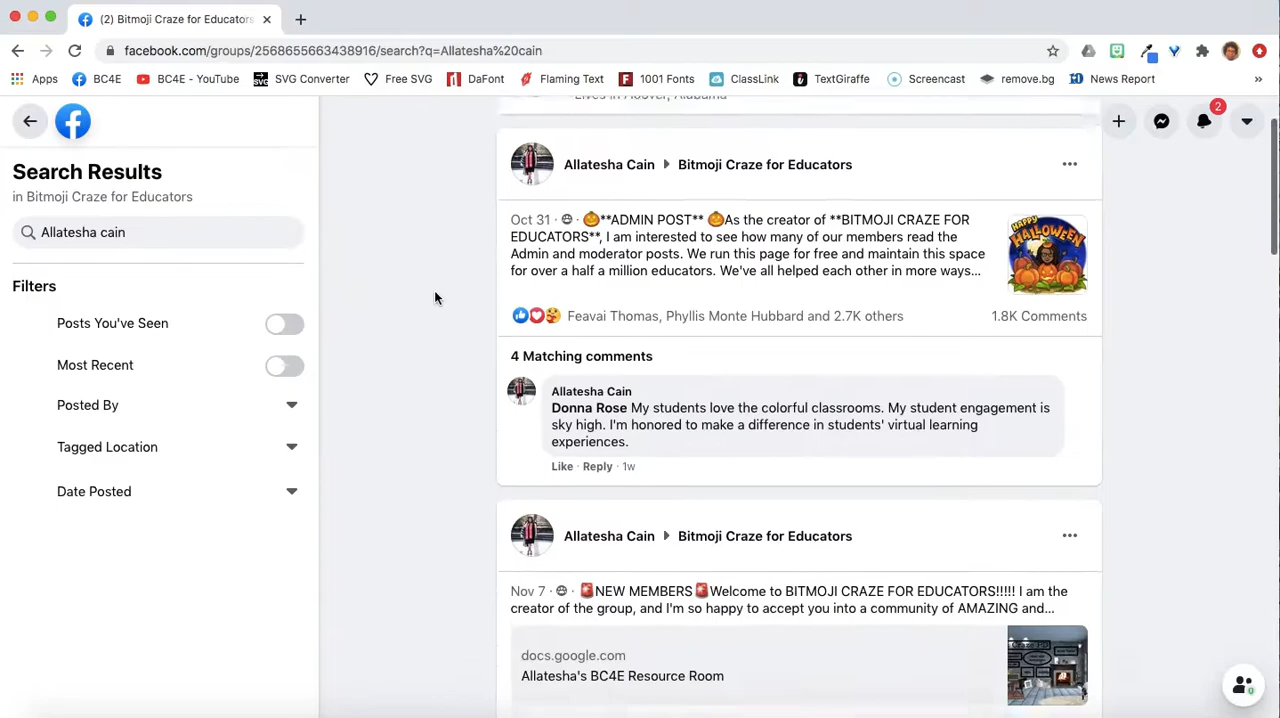 (2) Bitmoji Craze for Educators
facebook.com/groups/2568655663438916/search?q=Allatesha%20cain
Apps
BC4E
BC4E - YouTube
SVG Converter
Free SVG
DaFont
Flaming Text
1001 Fonts
ClassLink
TextGiraffe
Screencast
remove.bg
News Report
»
2
Search Results
in Bitmoji Craze for Educators
Allatesha cain
Filters
Posts You've Seen
Most Recent
Posted By
Tagged Location
Date Posted
Lives in Hoover, Alabama
Allatesha Cain Bitmoji Craze for Educators
Oct 31 · 🎃**ADMIN POST** 🎃As the creator of **BITMOJI CRAZE FOR
EDUCATORS**, I am interested to see how many of our members read the
Admin and moderator posts. We run this page for free and maintain this space
for over a half a million educators. We've all helped each other in more ways...
HAPPY HALLOWEEN
Feavai Thomas, Phyllis Monte Hubbard and 2.7K others
1.8K Comments
4 Matching comments
Allatesha Cain
Donna Rose My students love the colorful classrooms. My student engagement is
sky high. I'm honored to make a difference in students' virtual learning
experiences.
Like · Reply · 1w
Allatesha Cain Bitmoji Craze for Educators
Nov 7 · 🚨NEW MEMBERS🚨Welcome to BITMOJI CRAZE FOR EDUCATORS!!!!! I am the
creator of the group, and I'm so happy to accept you into a community of AMAZING and...
docs.google.com
Allatesha's BC4E Resource Room
0